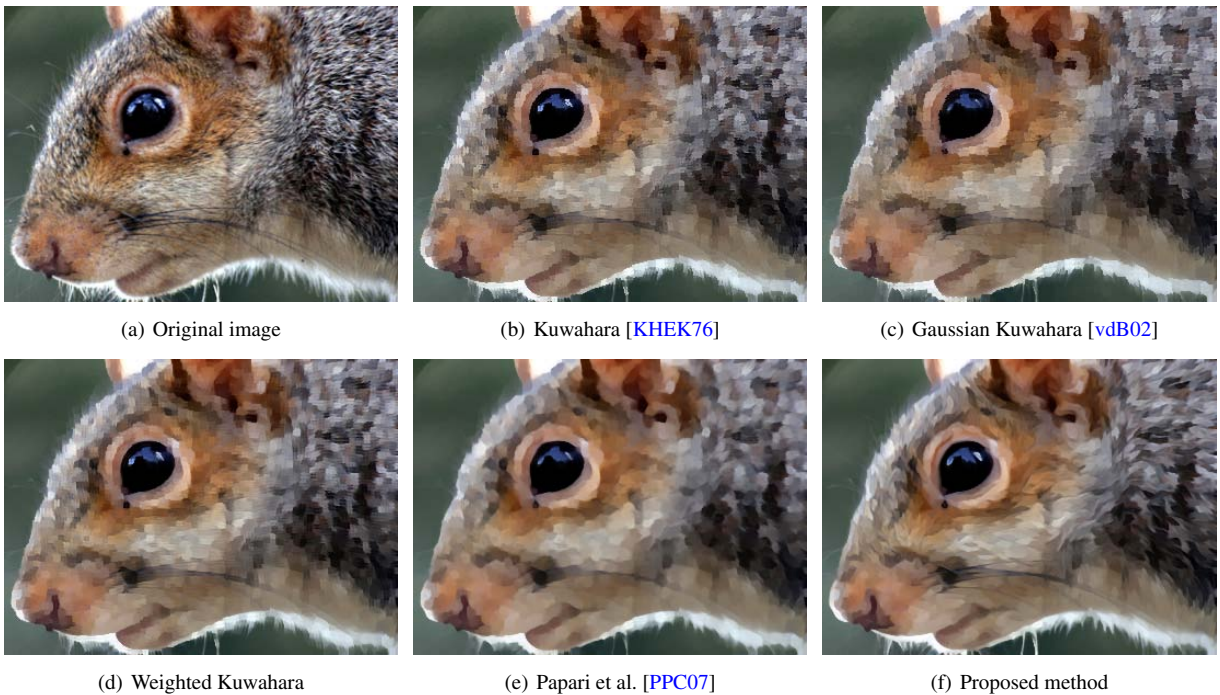 (a) Original image
(b) Kuwahara [KHEK76]
(c) Gaussian Kuwahara [vdB02]
(d) Weighted Kuwahara
(e) Papari et al. [PPC07]
(f) Proposed method